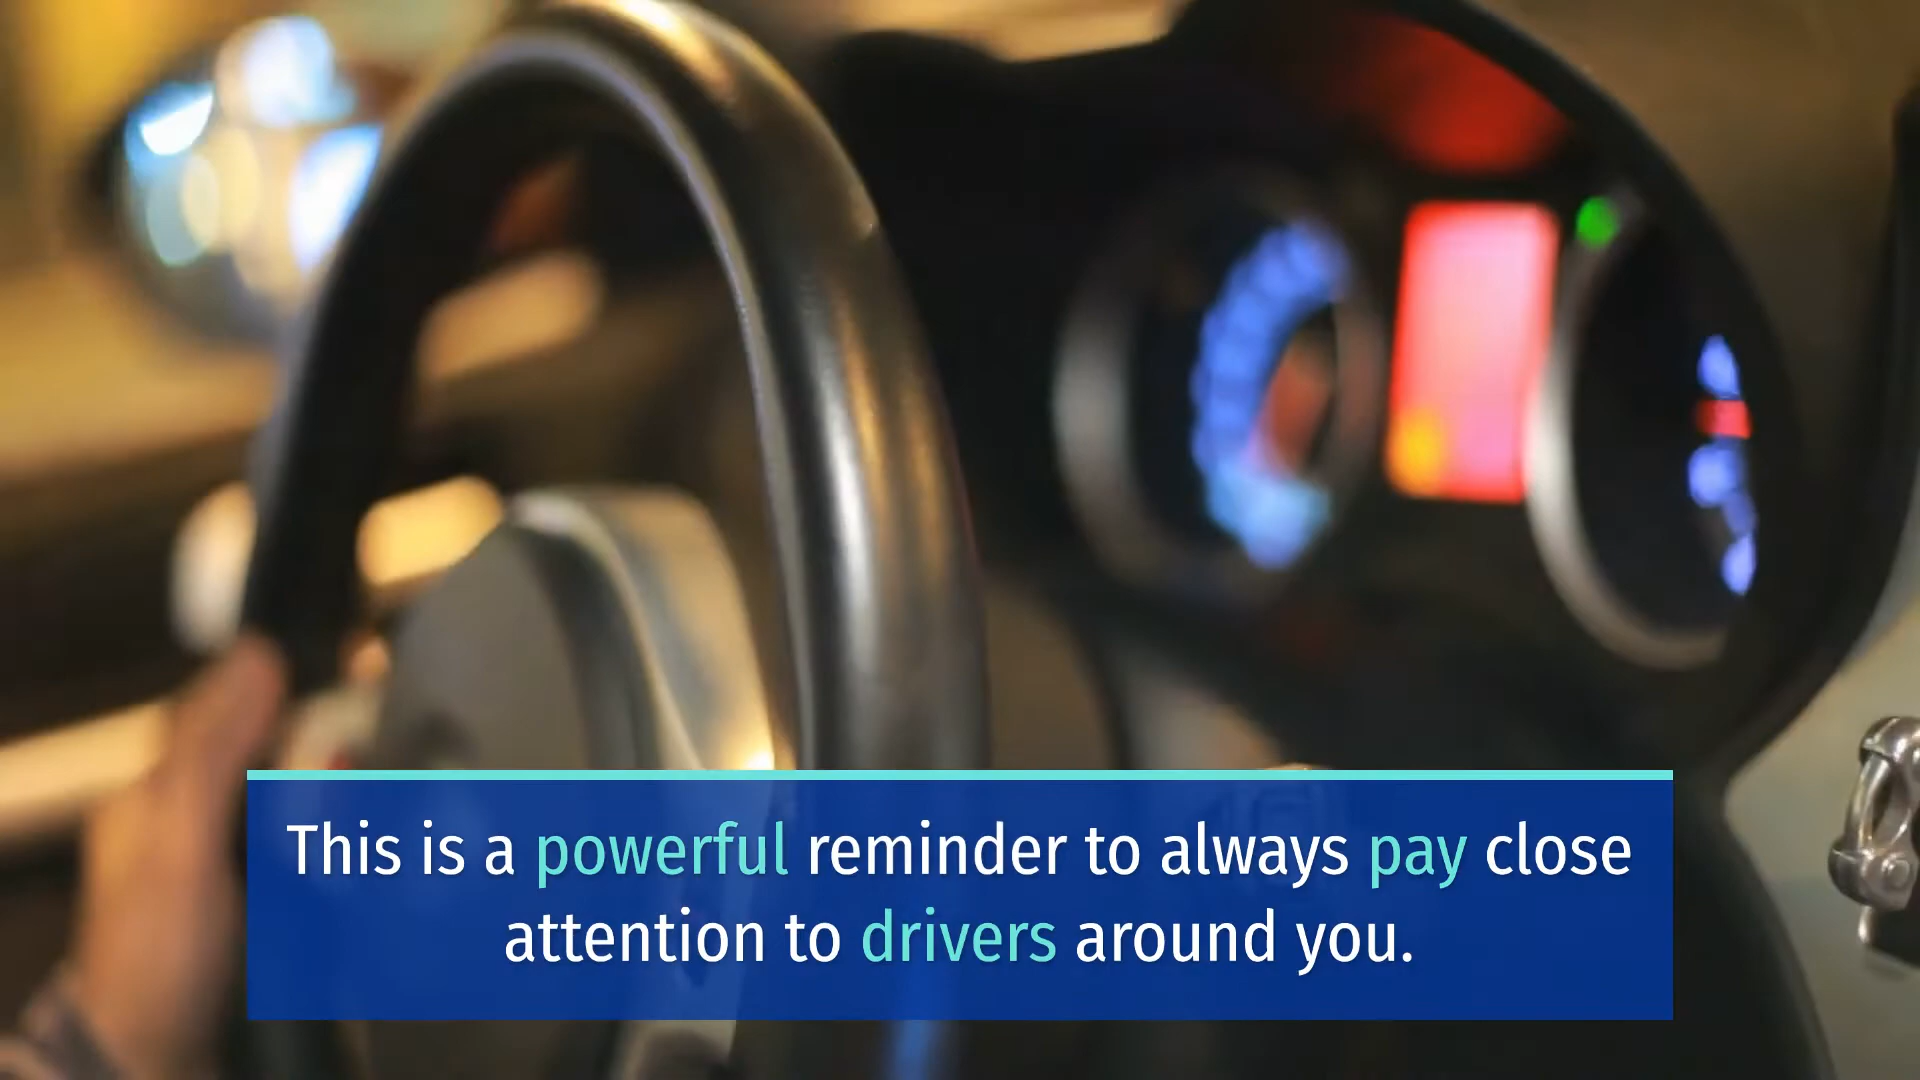 This is a powerful reminder to always pay close
attention to drivers around you.